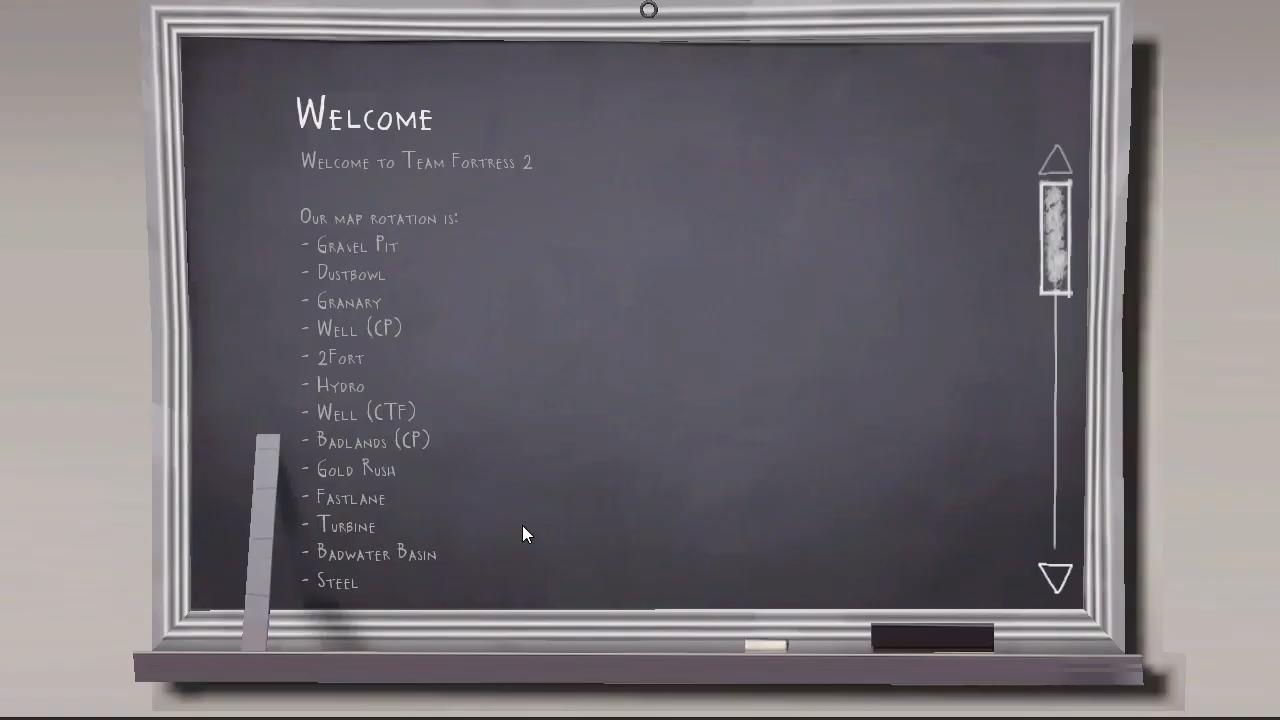 Welcome
Welcome to Team Fortress 2
Our map rotation is:
- Gravel Pit
- Dustbowl
- Granary
- Well (CP)
- 2Fort
- Hydro
- Well (CTF)
- Badlands (CP)
- Gold Rush
- Fastlane
- Turbine
- Badwater Basin
- Steel